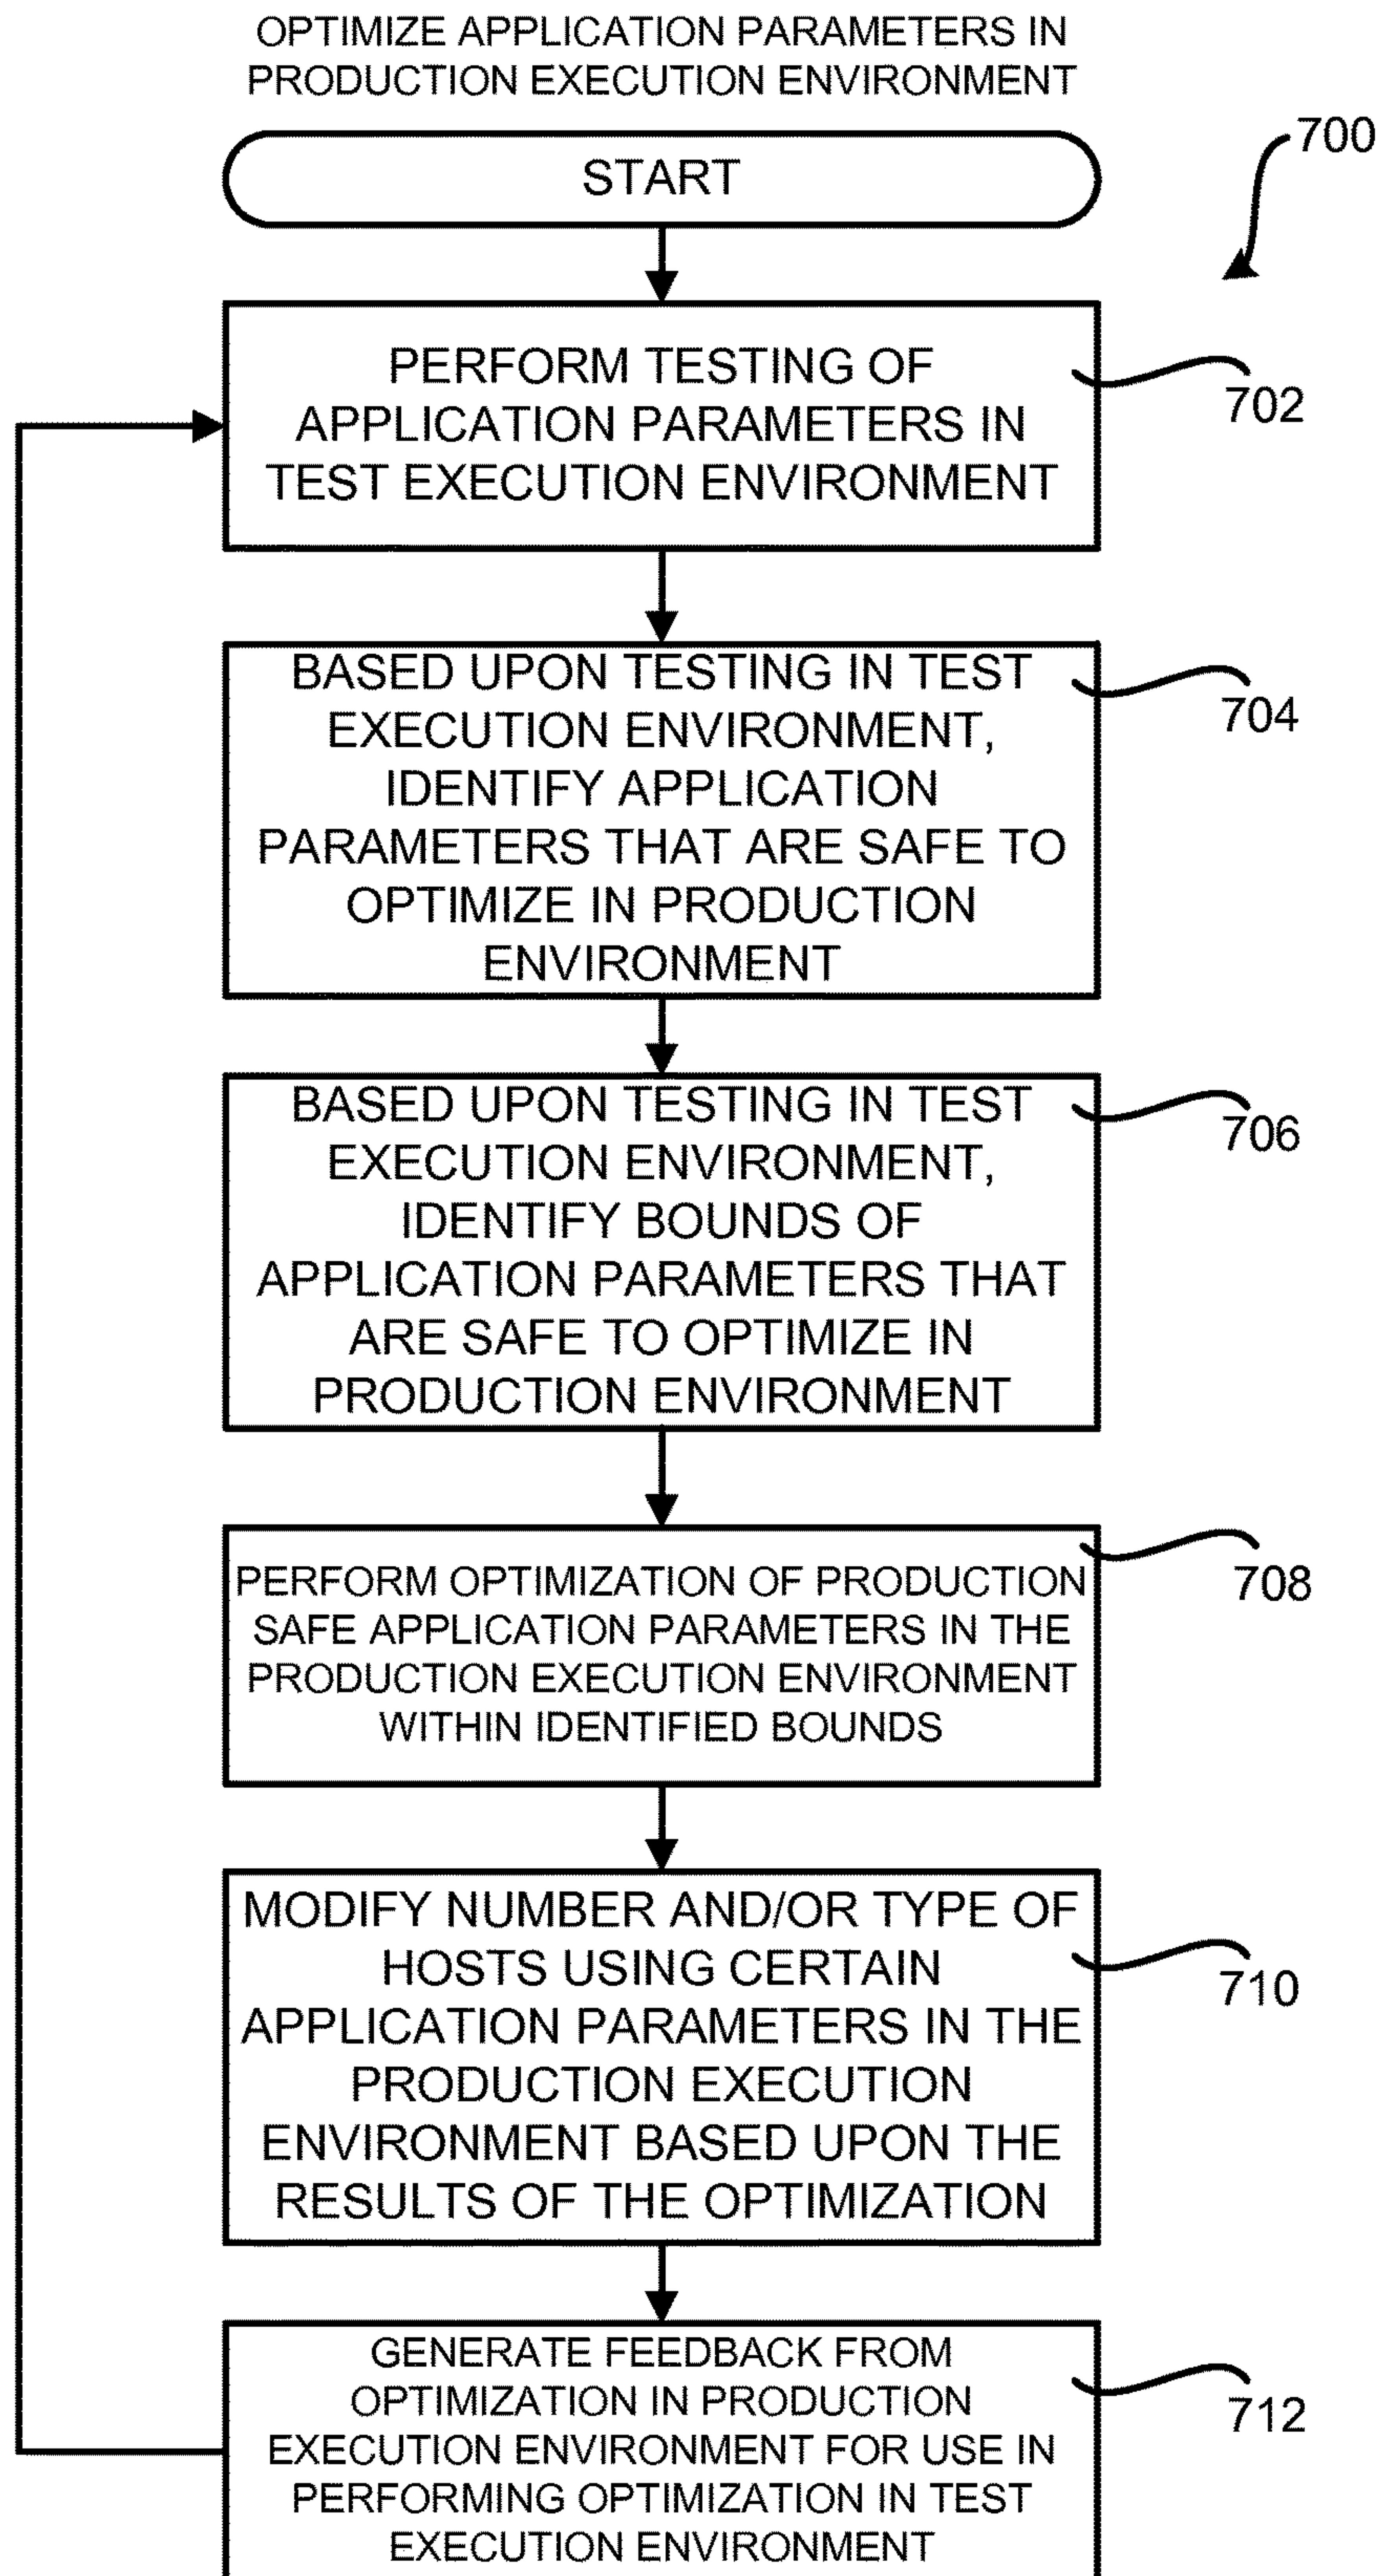 OPTIMIZE APPLICATION PARAMETERS IN
PRODUCTION EXECUTION ENVIRONMENT
700
START
PERFORM TESTING OF
APPLICATION PARAMETERS IN
TEST EXECUTION ENVIRONMENT
702
BASED UPON TESTING IN TEST
EXECUTION ENVIRONMENT,
IDENTIFY APPLICATION
PARAMETERS THAT ARE SAFE TO
OPTIMIZE IN PRODUCTION
ENVIRONMENT
704
BASED UPON TESTING IN TEST
EXECUTION ENVIRONMENT,
IDENTIFY BOUNDS OF
APPLICATION PARAMETERS THAT
ARE SAFE TO OPTIMIZE IN
PRODUCTION ENVIRONMENT
706
PERFORM OPTIMIZATION OF PRODUCTION
SAFE APPLICATION PARAMETERS IN THE
PRODUCTION EXECUTION ENVIRONMENT
WITHIN IDENTIFIED BOUNDS
708
MODIFY NUMBER AND/OR TYPE OF
HOSTS USING CERTAIN
APPLICATION PARAMETERS IN THE
PRODUCTION EXECUTION
ENVIRONMENT BASED UPON THE
RESULTS OF THE OPTIMIZATION
710
GENERATE FEEDBACK FROM
OPTIMIZATION IN PRODUCTION
EXECUTION ENVIRONMENT FOR USE IN
PERFORMING OPTIMIZATION IN TEST
EXECUTION ENVIRONMENT
712